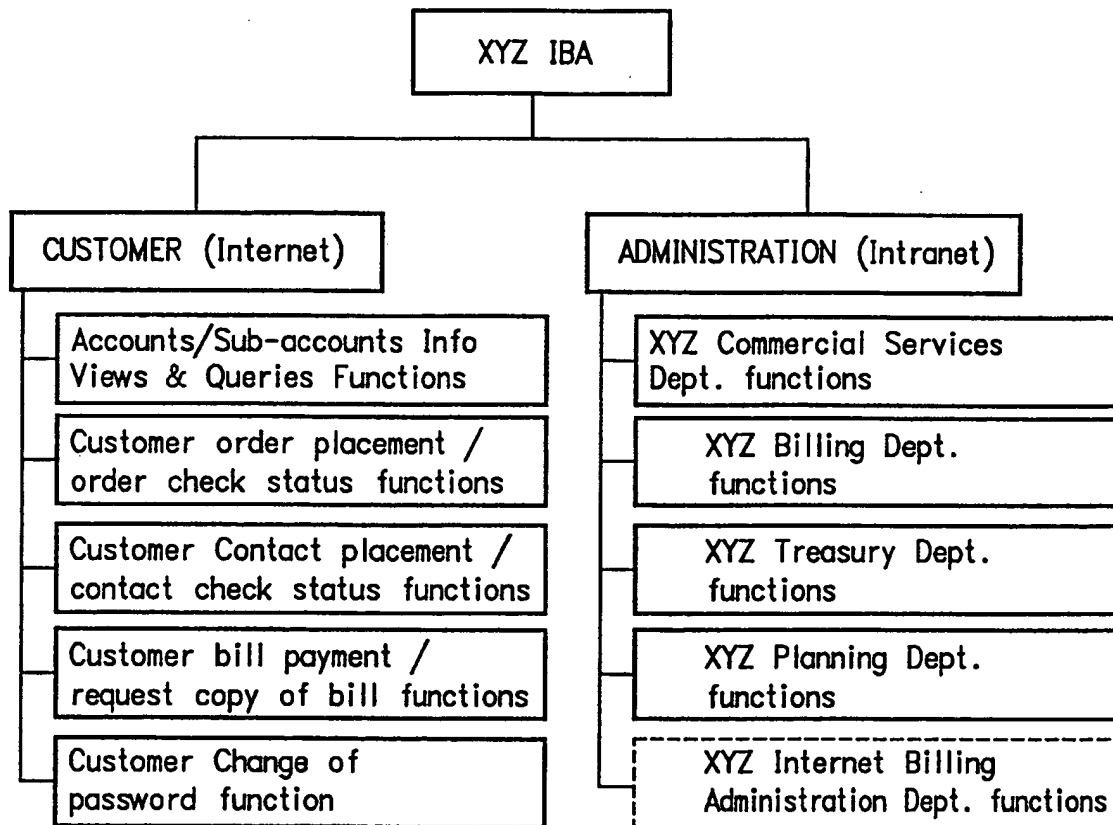 XYZ IBA
CUSTOMER (Internet)
Accounts/Sub-accounts Info
Views & Queries Functions
Customer order placement /
order check status functions
Customer Contact placement /
contact check status functions
Customer bill payment /
request copy of bill functions
Customer Change of
password function
ADMINISTRATION (Intranet)
XYZ Commercial Services
Dept. functions
XYZ Billing Dept.
functions
XYZ Treasury Dept.
functions
XYZ Planning Dept.
functions
XYZ Internet Billing
Administration Dept. functions